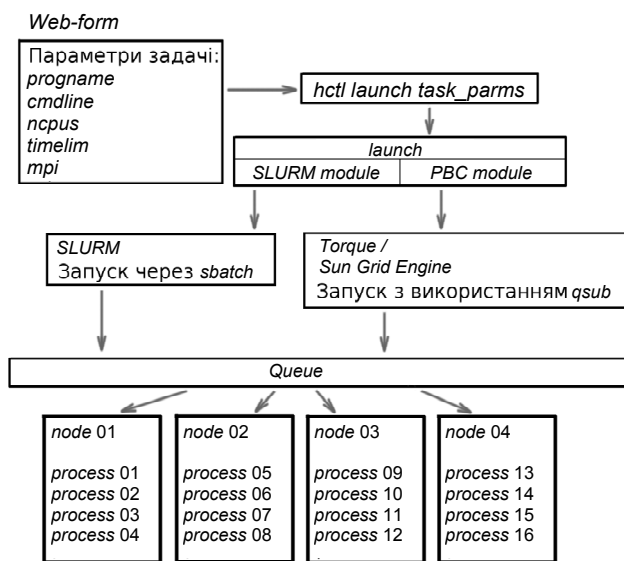 Web-form
Параметри задачі:
progname
cmdline
ncpus
timelim
mpi
hctl launch task_parms
launch
SLURM module
PBC module
SLURM
Запуск через sbatch
Torque /
Sun Grid Engine
Запуск з використанням qsub
Queue
node 01
process 01
process 02
process 03
process 04
node 02
process 05
process 06
process 07
process 08
node 03
process 09
process 10
process 11
process 12
node 04
process 13
process 14
process 15
process 16